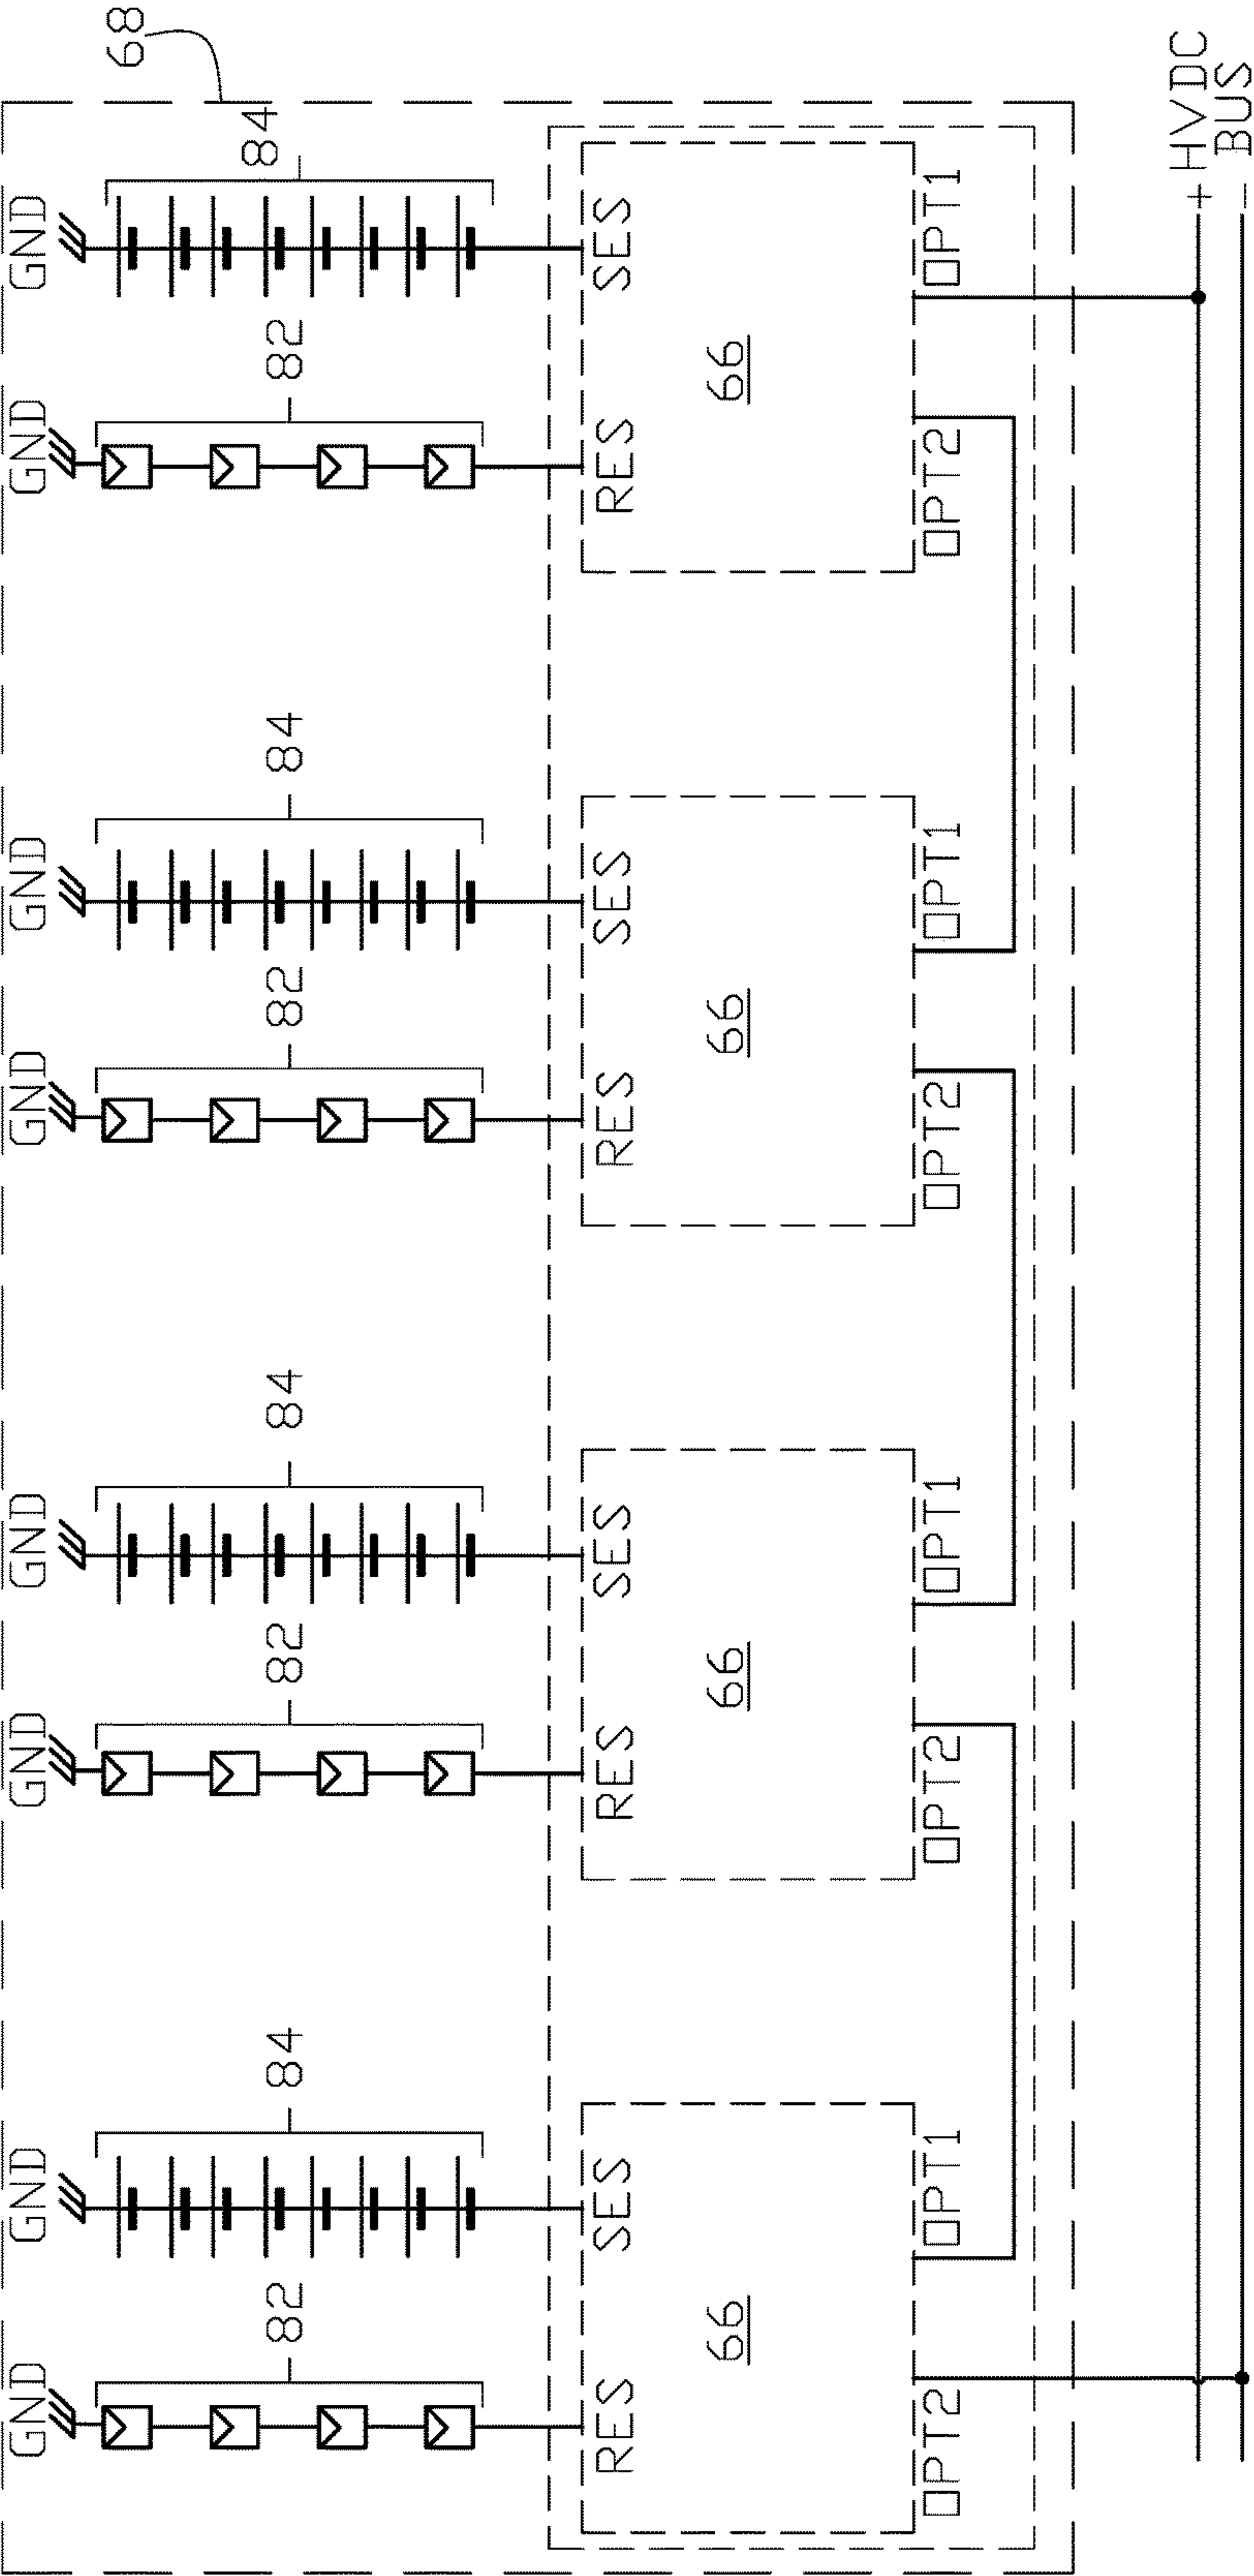 68
GND
GND
GND
GND
GND
GND
GND
GND
82
84
82
84
82
84
82
84
RES
SES
RES
SES
RES
SES
RES
SES
66
66
66
66
OPT2
OPT1
OPT2
OPT1
OPT2
OPT1
OPT2
OPT1
+ HVDC
- BUS